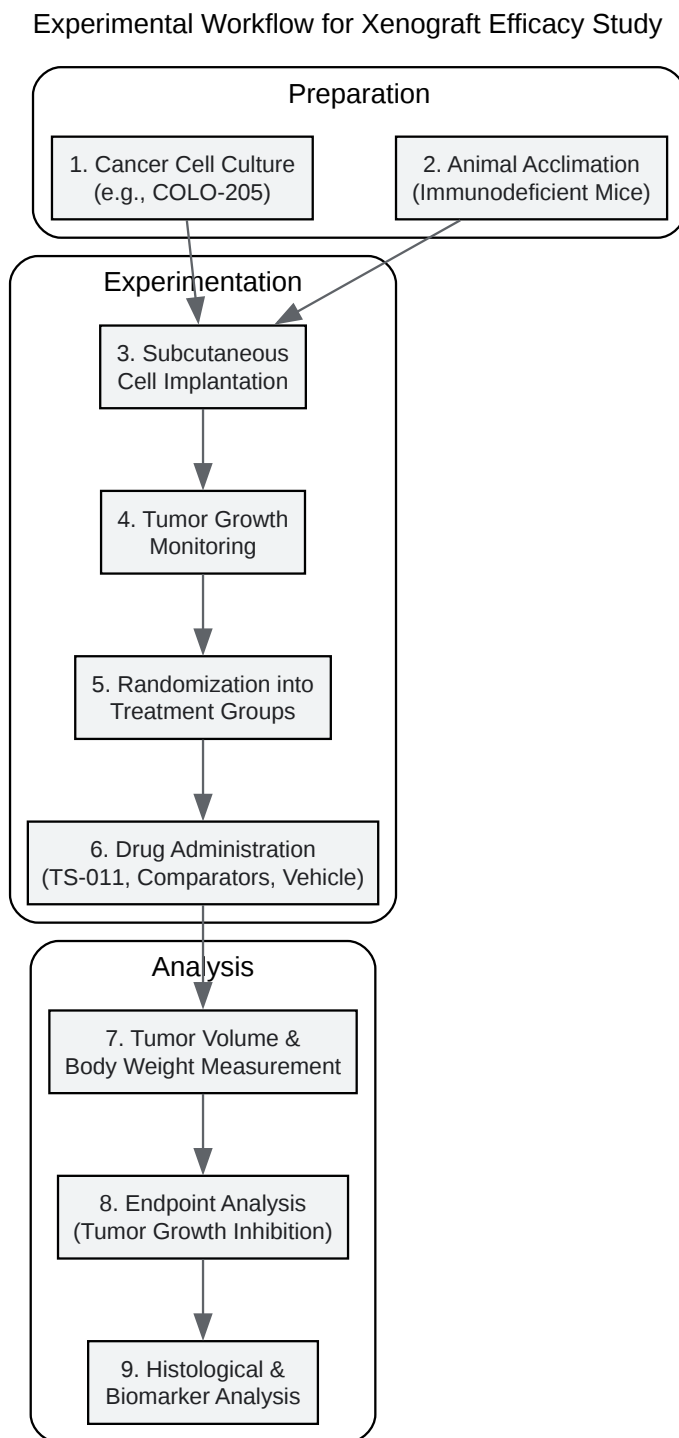 Experimental Workflow for Xenograft Efficacy Study
Preparation
1. Cancer Cell Culture
(e.g., COLO-205)
2. Animal Acclimation
(Immunodeficient Mice)
Experimentation
3. Subcutaneous
Cell Implantation
4. Tumor Growth
Monitoring
5. Randomization into
Treatment Groups
6. Drug Administration
(TS-011, Comparators, Vehicle)
Analysis
7. Tumor Volume &
Body Weight Measurement
8. Endpoint Analysis
(Tumor Growth Inhibition)
9. Histological &
Biomarker Analysis